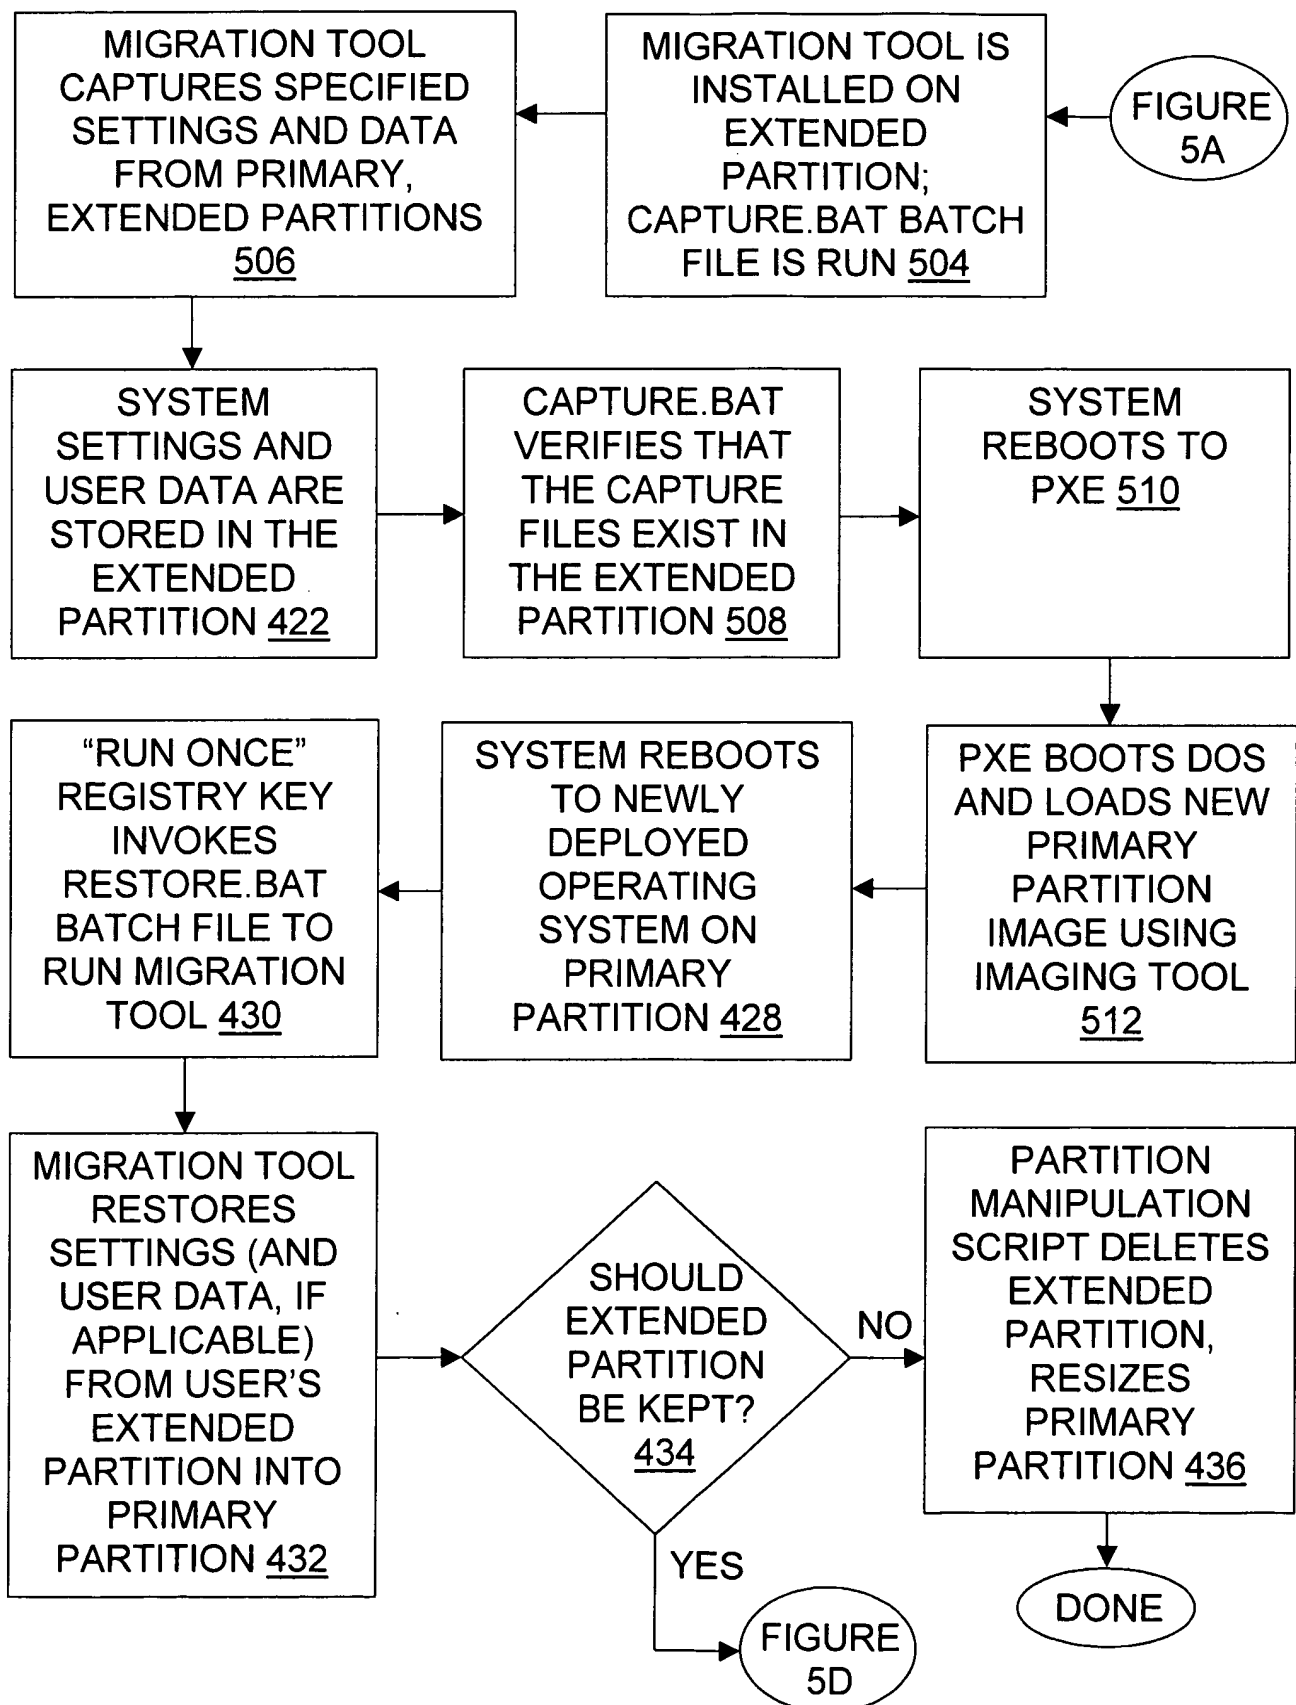 FIGURE
5A
MIGRATION TOOL IS
INSTALLED ON
EXTENDED
PARTITION;
CAPTURE.BAT BATCH
FILE IS RUN 504
MIGRATION TOOL
CAPTURES SPECIFIED
SETTINGS AND DATA
FROM PRIMARY,
EXTENDED PARTITIONS
506
SYSTEM
SETTINGS AND
USER DATA ARE
STORED IN THE
EXTENDED
PARTITION 422
CAPTURE.BAT
VERIFIES THAT
THE CAPTURE
FILES EXIST IN
THE EXTENDED
PARTITION 508
SYSTEM
REBOOTS TO
PXE 510
PXE BOOTS DOS
AND LOADS NEW
PRIMARY
PARTITION
IMAGE USING
IMAGING TOOL
512
SYSTEM REBOOTS
TO NEWLY
DEPLOYED
OPERATING
SYSTEM ON
PRIMARY
PARTITION 428
“RUN ONCE”
REGISTRY KEY
INVOKES
RESTORE.BAT
BATCH FILE TO
RUN MIGRATION
TOOL 430
MIGRATION TOOL
RESTORES
SETTINGS (AND
USER DATA, IF
APPLICABLE)
FROM USER'S
EXTENDED
PARTITION INTO
PRIMARY
PARTITION 432
SHOULD
EXTENDED
PARTITION
BE KEPT?
434
NO
PARTITION
MANIPULATION
SCRIPT DELETES
EXTENDED
PARTITION,
RESIZES
PRIMARY
PARTITION 436
DONE
YES
FIGURE
5D